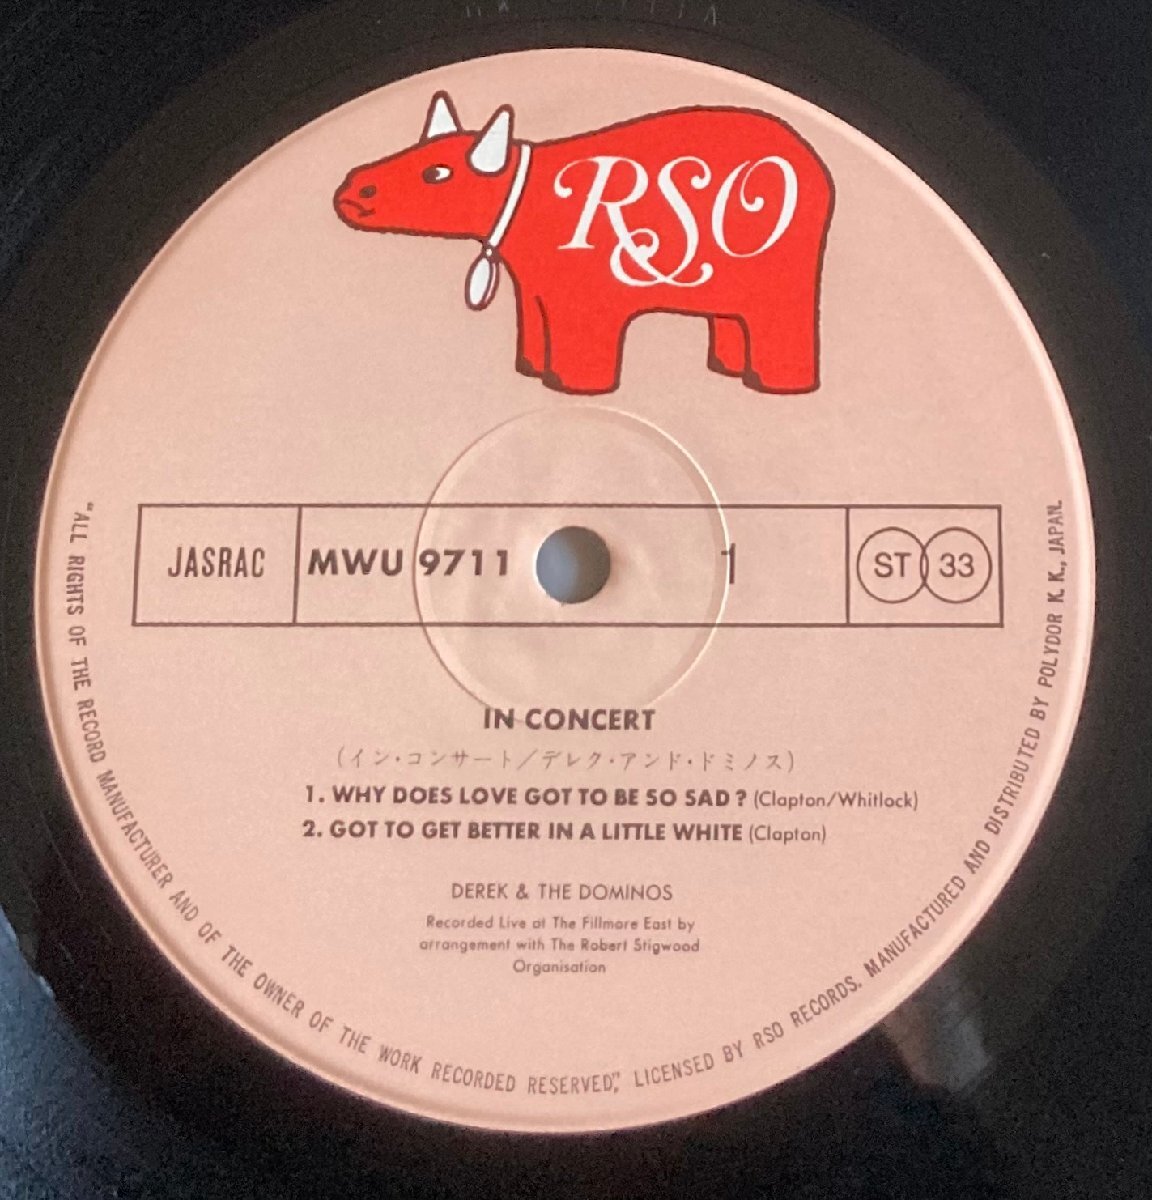 RSO
JASRAC
MWU 9711
1
ST 33
IN CONCERT
(イン・コンサート/デレク・アンド・ドミノス)
1. WHY DOES LOVE GOT TO BE SO SAD? (Clapton/Whitlock)
2. GOT TO GET BETTER IN A LITTLE WHITE (Clapton)
DEREK & THE DOMINOS
Recorded Live at The Fillmore East by
arrangement with The Robert Stigwood
Organisation
"ALL RIGHTS OF THE RECORD MANUFACTURER AND OF THE OWNER OF THE WORK RECORDED RESERVED", LICENSED BY RSO RECORDS. MANUFACTURED AND DISTRIBUTED BY POLYDOR K.K., JAPAN.